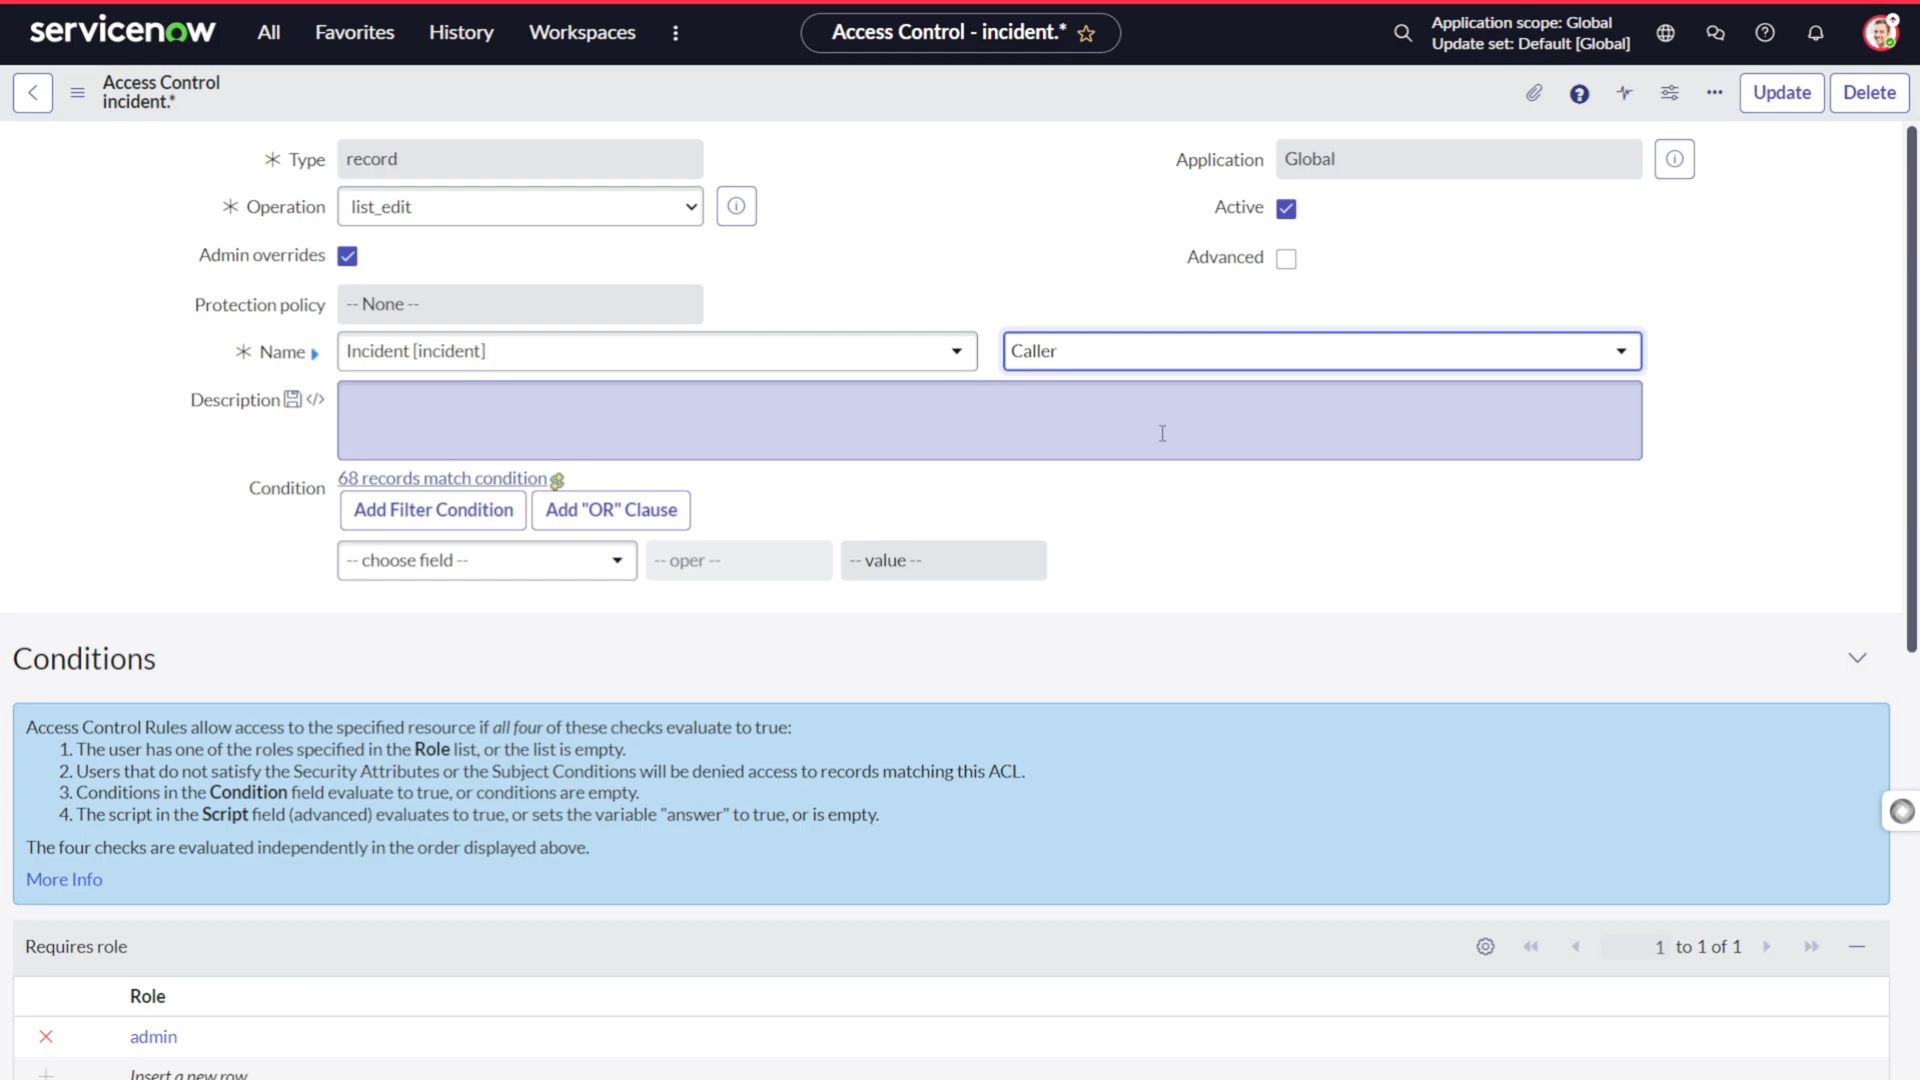 servicenow
All
Favorites
History
Workspaces
Access Control - incident.*
Application scope: Global
Update set: Default [Global]
Access Control
incident.*
Update
Delete
Type
record
Application
Global
Operation
list_edit
Active
Admin overrides
Advanced
Protection policy
-- None --
Name
Incident [incident]
Caller
Description
Condition
68 records match condition
Add Filter Condition
Add "OR" Clause
-- choose field --
-- oper --
-- value --
Conditions
Access Control Rules allow access to the specified resource if all four of these checks evaluate to true:
1. The user has one of the roles specified in the Role list, or the list is empty.
2. Users that do not satisfy the Security Attributes or the Subject Conditions will be denied access to records matching this ACL.
3. Conditions in the Condition field evaluate to true, or conditions are empty.
4. The script in the Script field (advanced) evaluates to true, or sets the variable "answer" to true, or is empty.
The four checks are evaluated independently in the order displayed above.
More Info
Requires role
1 to 1 of 1
Role
admin
Insert a new row...